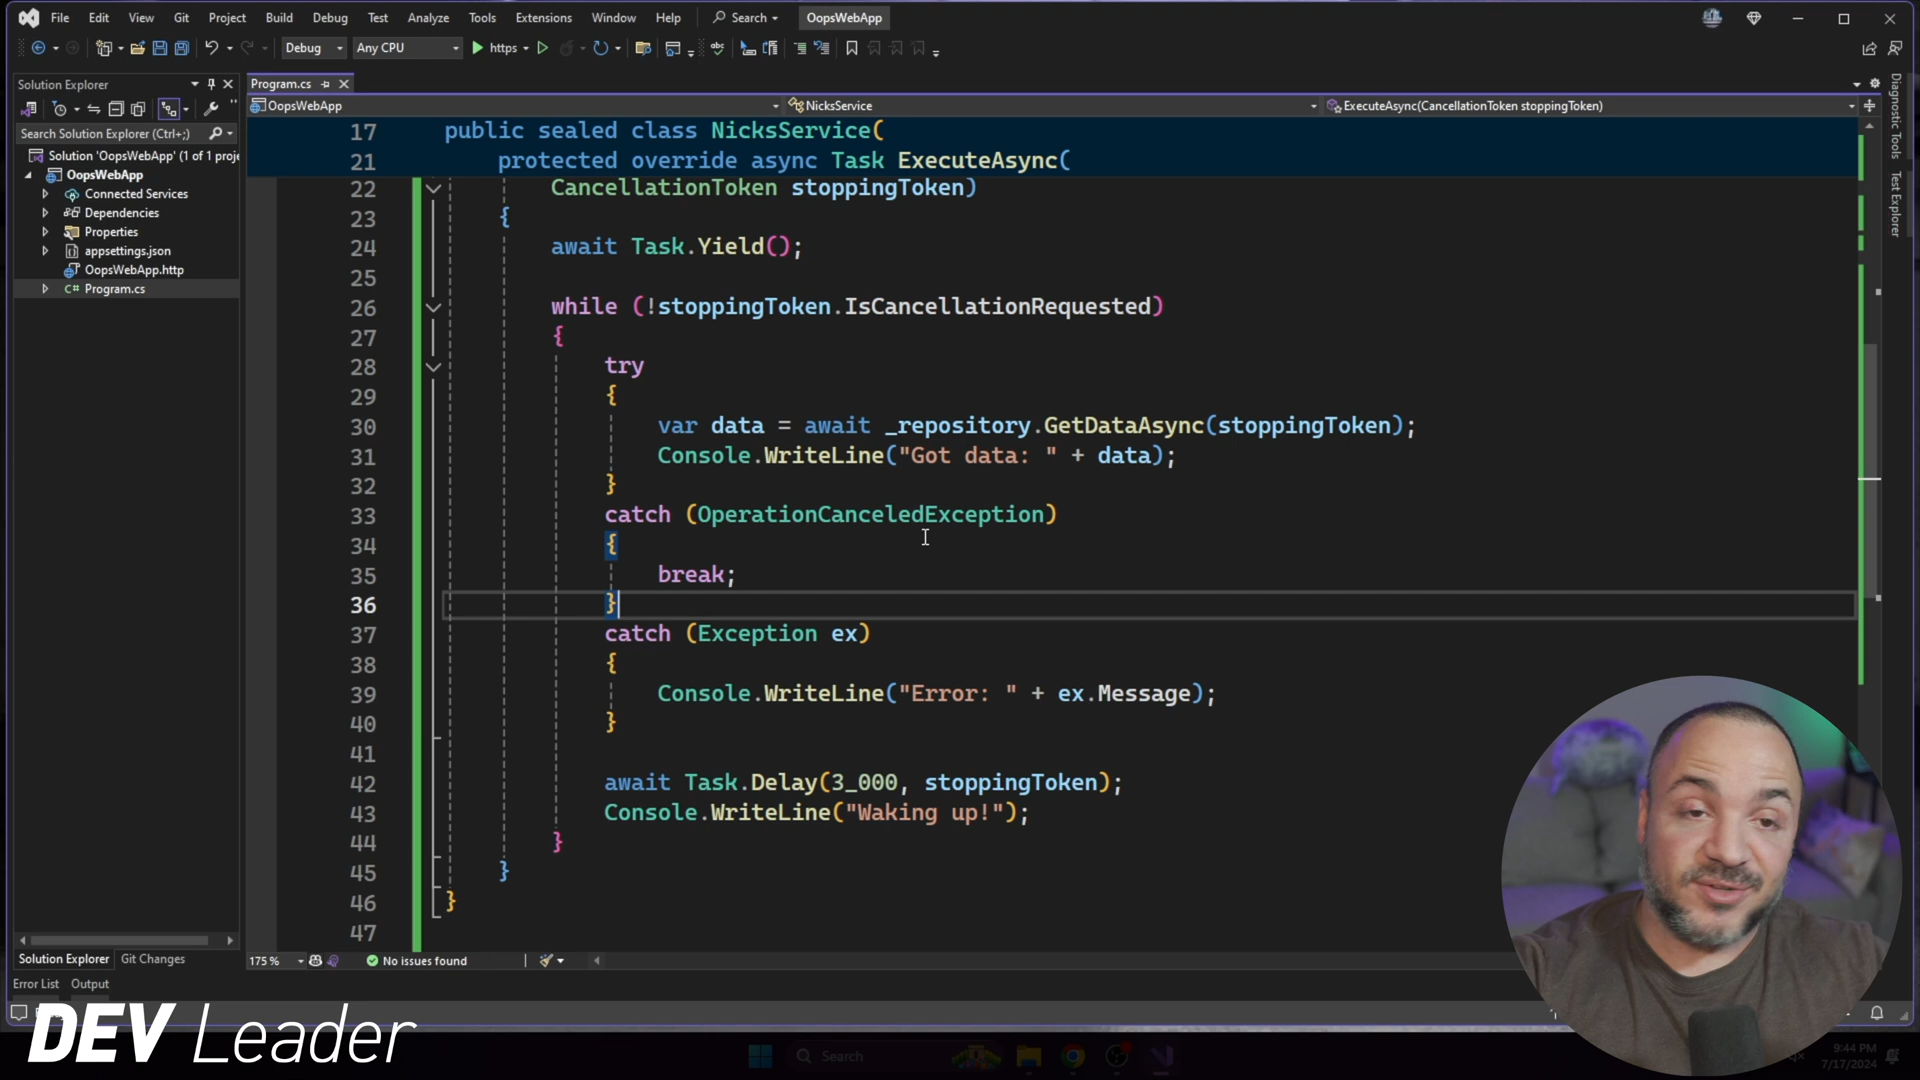 File Edit View Git Project Build Debug Test Analyze Tools Extensions Window Help Search OopsWebApp
Debug Any CPU https
Solution Explorer
Search Solution Explorer (Ctrl+;)
Solution 'OopsWebApp' (1 of 1 proje
OopsWebApp
Connected Services
Dependencies
Properties
appsettings.json
OopsWebApp.http
C# Program.cs
Program.cs
OopsWebApp NicksService ExecuteAsync(CancellationToken stoppingToken)
17 public sealed class NicksService(
21 protected override async Task ExecuteAsync(
22 CancellationToken stoppingToken)
23 {
24 await Task.Yield();
25
26 while (!stoppingToken.IsCancellationRequested)
27 {
28 try
29 {
30 var data = await _repository.GetDataAsync(stoppingToken);
31 Console.WriteLine("Got data: " + data);
32 }
33 catch (OperationCanceledException)
34 {
35 break;
36 }
37 catch (Exception ex)
38 {
39 Console.WriteLine("Error: " + ex.Message);
40 }
41
42 await Task.Delay(3_000, stoppingToken);
43 Console.WriteLine("Waking up!");
44 }
45 }
46 }
47
Diagnostic Tools
Test Explorer
Solution Explorer Git Changes
175 % No issues found
Error List Output
DEV Leader
Search
9:44 PM
7/17/2024